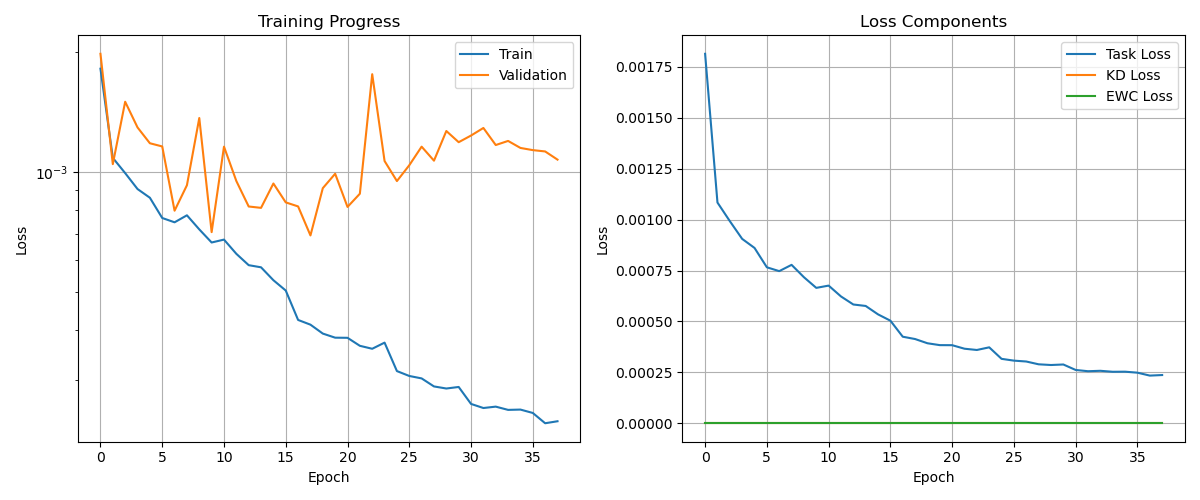 Training Progress
Train
Validation
10⁻³
Loss
0
5
10
15
20
25
30
35
Epoch
Loss Components
Task Loss
KD Loss
EWC Loss
0.00175
0.00150
0.00125
0.00100
0.00075
0.00050
0.00025
0.00000
Loss
0
5
10
15
20
25
30
35
Epoch